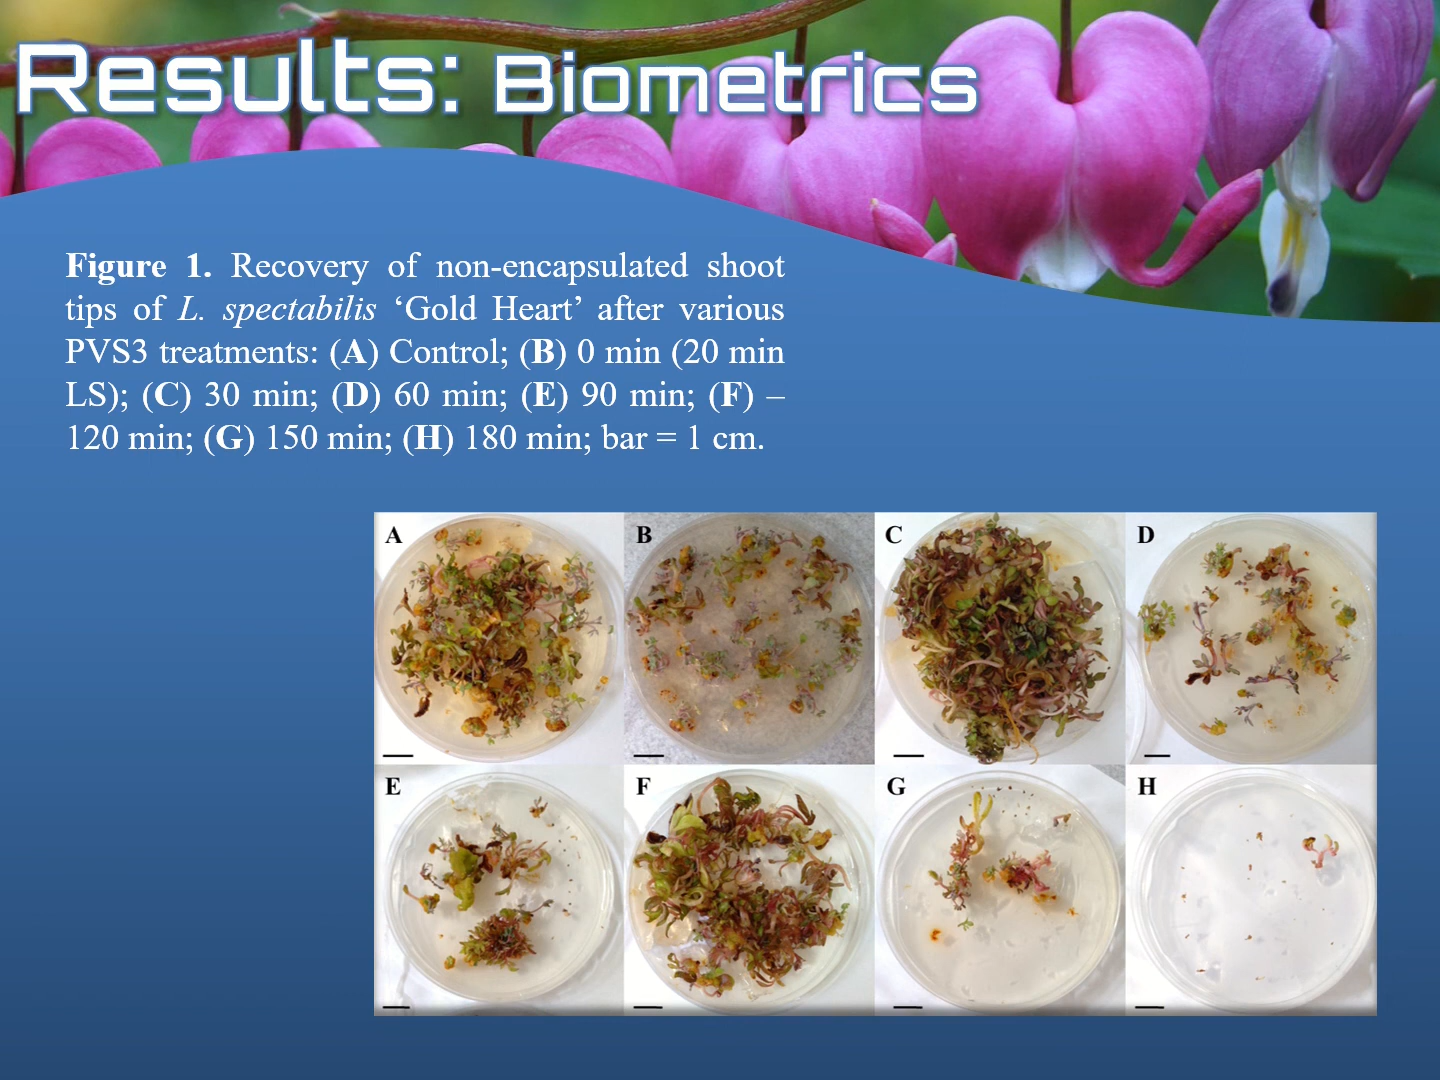 Results: Biometrics
Figure 1. Recovery of non-encapsulated shoot
tips of L. spectabilis ‘Gold Heart’ after various
PVS3 treatments: (A) Control; (B) 0 min (20 min
LS); (C) 30 min; (D) 60 min; (E) 90 min; (F) –
120 min; (G) 150 min; (H) 180 min; bar = 1 cm.
A B C D
E F G H